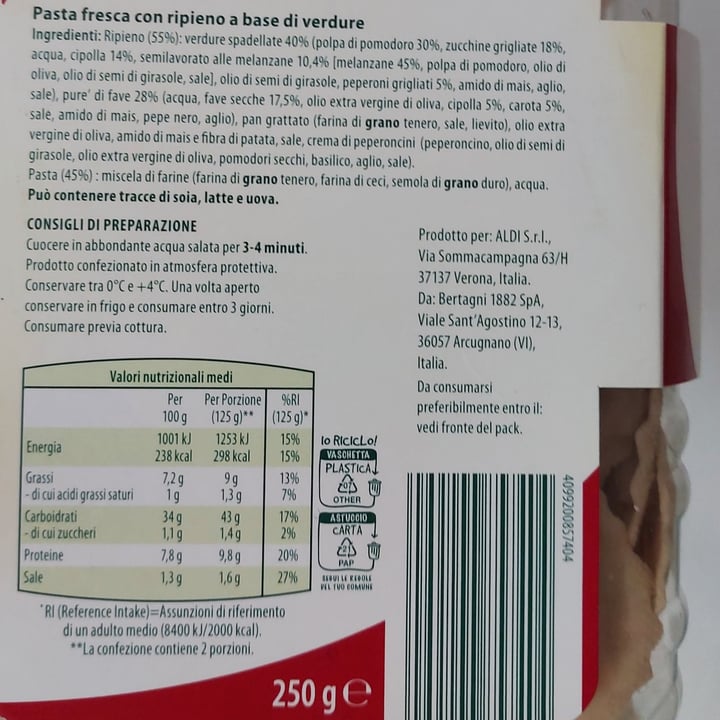 Pasta fresca con ripieno a base di verdure
Ingredienti: Ripieno (55%): verdure spadellate 40% (polpa di pomodoro 30%, zucchine grigliate 18%,
acqua, cipolla 14%, semilavorato alle melanzane 10,4% [melanzane 45%, polpa di pomodoro, olio di
oliva, olio di semi di girasole, sale], olio di semi di girasole, peperoni grigliati 5%, amido di mais, aglio,
sale), pure' di fave 28% (acqua, fave secche 17,5%, olio extra vergine di oliva, cipolla 5%, carota 5%,
sale, amido di mais, pepe nero, aglio), pan grattato (farina di grano tenero, sale, lievito), olio extra
vergine di oliva, amido di mais e fibra di patata, sale, crema di peperoncini (peperoncino, olio di semi di
girasole, olio extra vergine di oliva, pomodori secchi, basilico, aglio, sale).
Pasta (45%) : miscela di farine (farina di grano tenero, farina di ceci, semola di grano duro), acqua.
Può contenere tracce di soia, latte e uova.
CONSIGLI DI PREPARAZIONE
Cuocere in abbondante acqua salata per 3-4 minuti.
Prodotto confezionato in atmosfera protettiva.
Conservare tra 0°C e +4°C. Una volta aperto
conservare in frigo e consumare entro 3 giorni.
Consumare previa cottura.
Prodotto per: ALDI S.r.l.,
Via Sommacampagna 63/H
37137 Verona, Italia.
Da: Bertagni 1882 SpA,
Viale Sant'Agostino 12-13,
36057 Arcugnano (VI),
Italia.
Da consumarsi
preferibilmente entro il:
vedi fronte del pack.
Valori nutrizionali medi
Per 100 g Per Porzione (125 g)** %RI (125 g)*
Energia 1001 kJ 1253 kJ 15%
238 kcal 298 kcal 15%
Grassi 7,2 g 9 g 13%
- di cui acidi grassi saturi 1 g 1,3 g 7%
Carboidrati 34 g 43 g 17%
- di cui zuccheri 1,1 g 1,4 g 2%
Proteine 7,8 g 9,8 g 20%
Sale 1,3 g 1,6 g 27%
*RI (Reference Intake)=Assunzioni di riferimento
di un adulto medio (8400 kJ/2000 kcal).
**La confezione contiene 2 porzioni.
Io RICICLO!
VASCHETTA
PLASTICA
07
OTHER
ASTUCCIO
CARTA
21
PAP
SEGUI LE REGOLE
DEL TUO COMUNE
4099200857404
250 g e